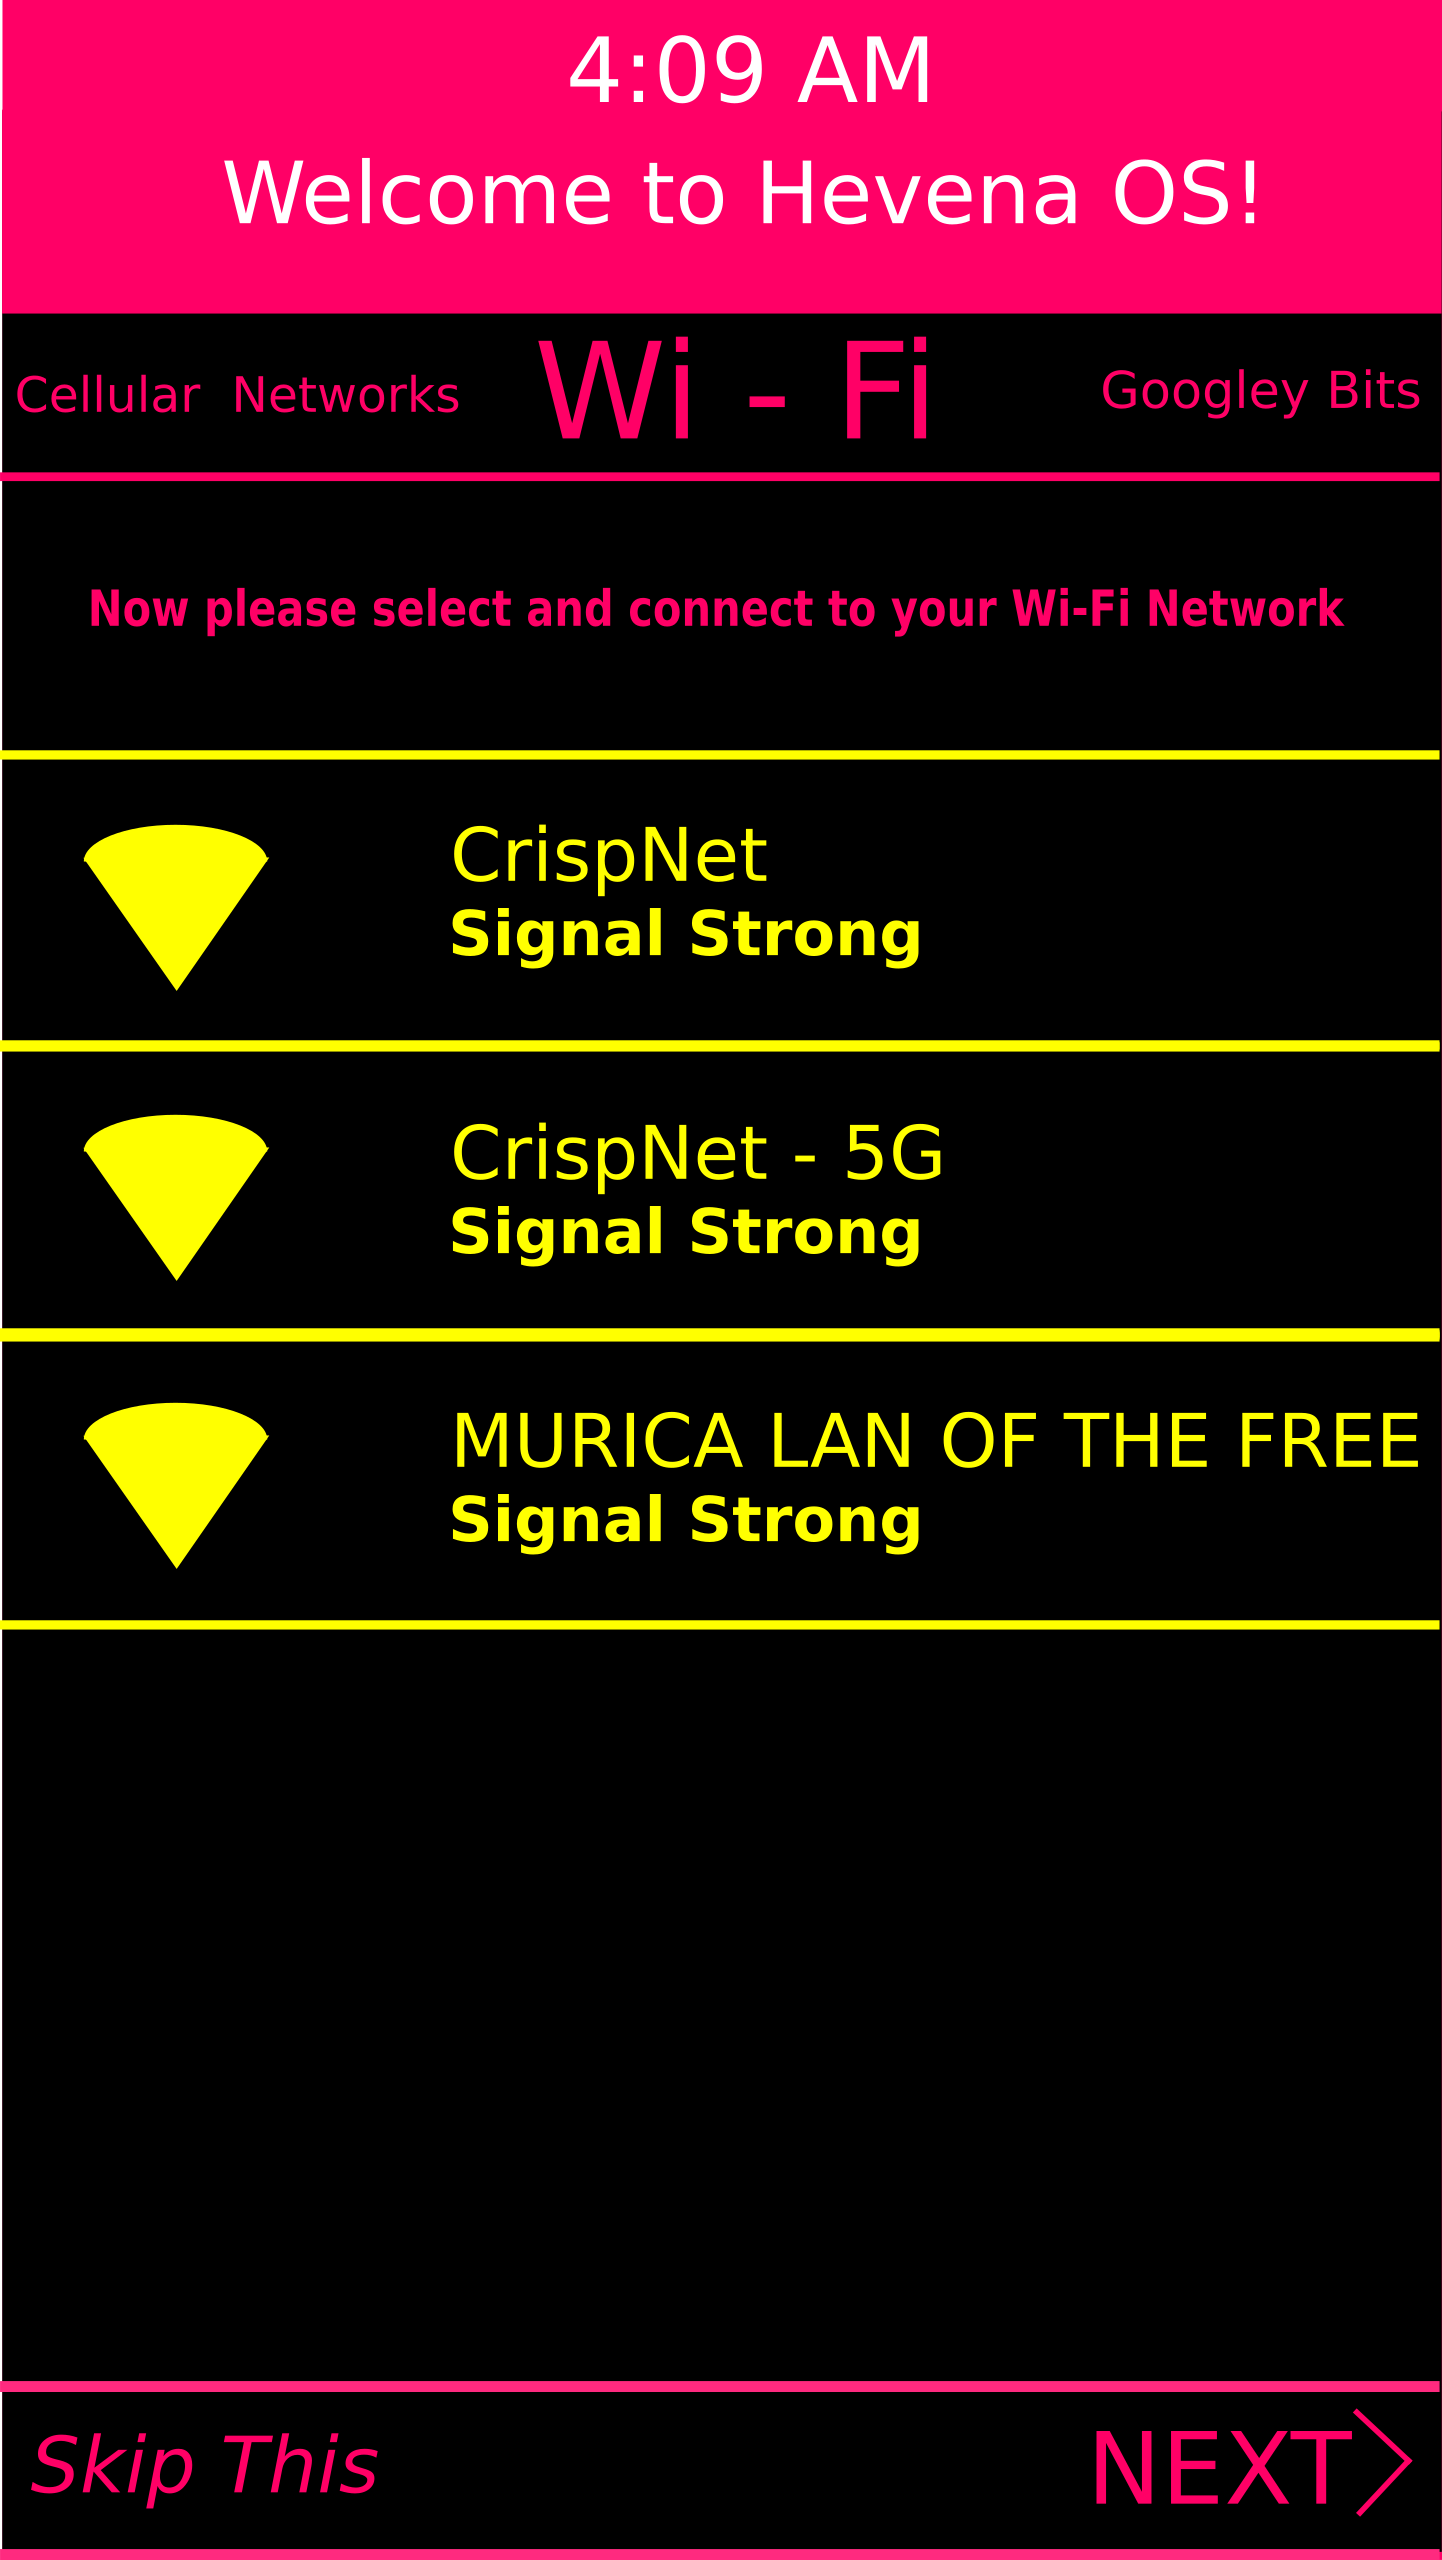 4:09 AM
Welcome to Hevena OS!
Cellular Networks Wi - Fi Googley Bits
Now please select and connect to your Wi-Fi Network
CrispNet
Signal Strong
CrispNet - 5G
Signal Strong
MURICA LAN OF THE FREE
Signal Strong
Skip This NEXT